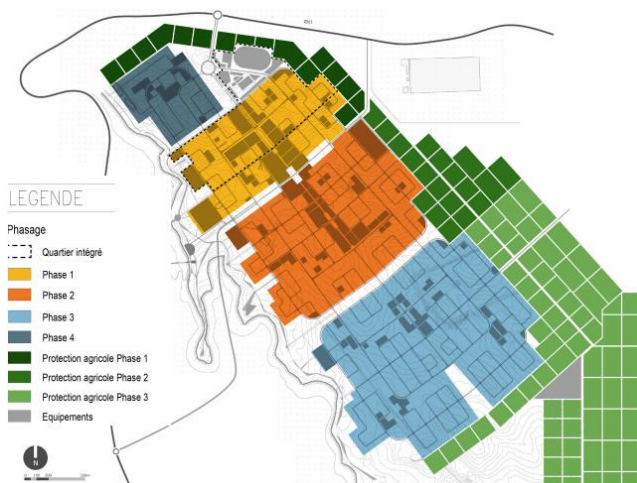 RN1
LEGENDE
Phasage
Quartier intégré
Phase 1
Phase 2
Phase 3
Phase 4
Protection agricole Phase 1
Protection agricole Phase 2
Protection agricole Phase 3
Equipements
N